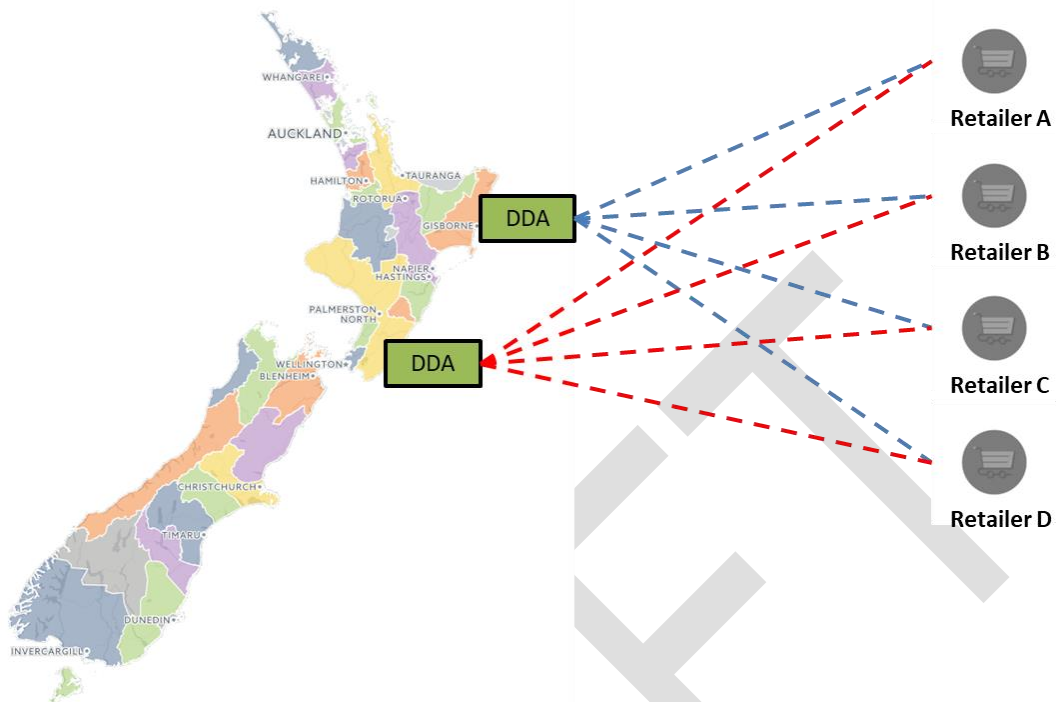 WHANGAREI
AUCKLAND
HAMILTON
TAURANGA
ROTORUA
GISBORNE
NAPIER
HASTINGS
PALMERSTON
NORTH
WELLINGTON
BLENHEIM
CHRISTCHURCH
TIMARU
DUNEDIN
INVERCARGILL
DDA
DDA
Retailer A
Retailer B
Retailer C
Retailer D